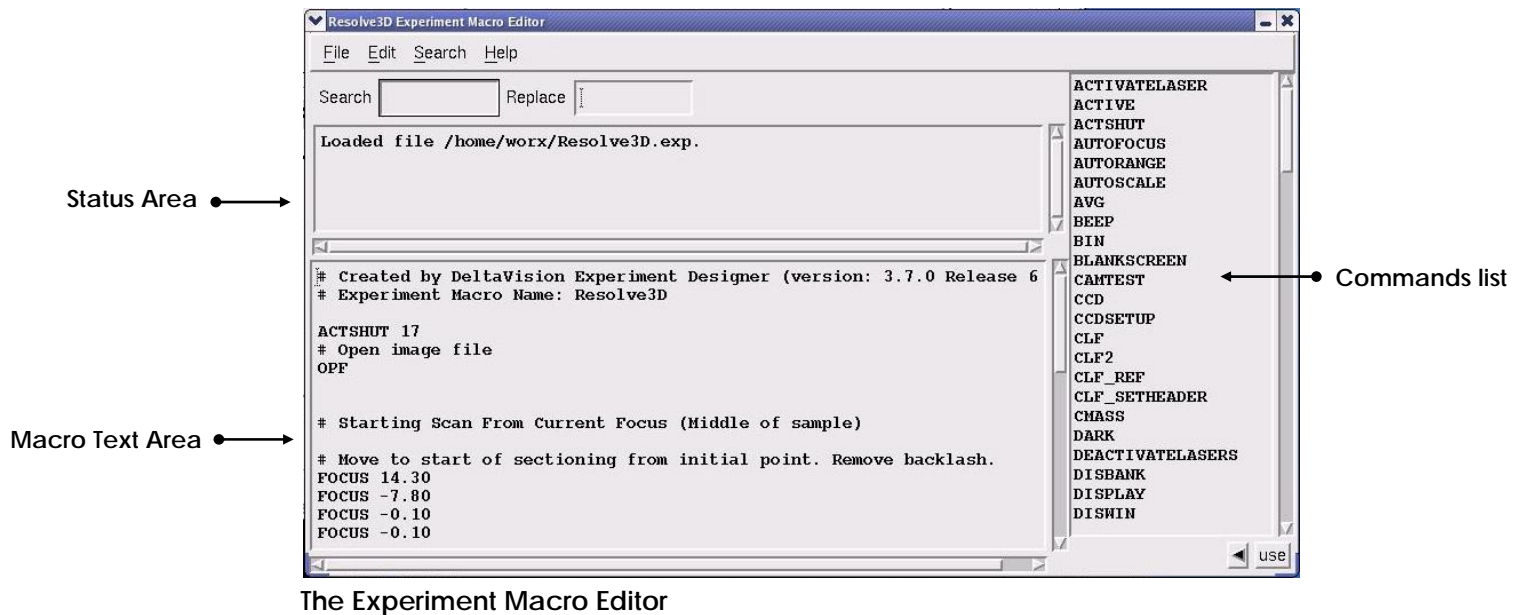 Resolve3D Experiment Macro Editor
File Edit Search Help
Search Replace
Loaded file /home/worx/Resolve3D.exp.
Status Area
# Created by DeltaVision Experiment Designer (version: 3.7.0 Release 6
# Experiment Macro Name: Resolve3D
ACTSHUT 17
# Open image file
OPF
# Starting Scan From Current Focus (Middle of sample)
Macro Text Area
# Move to start of sectioning from initial point. Remove backlash.
FOCUS 14.30
FOCUS -7.80
FOCUS -0.10
FOCUS -0.10
ACTIVATELASER
ACTIVE
ACTSHUT
AUTOFOCUS
AUTORANGE
AUTOSCALE
AVG
BEEP
BIN
BLANKSCREEN
CAMTEST
CCD
CCDSETUP
CLF
CLF2
CLF_REF
CLF_SETHEADER
CMASS
DARK
DEACTIVATELASERS
DISBANK
DISPLAY
DISWIN
use
Commands list
The Experiment Macro Editor